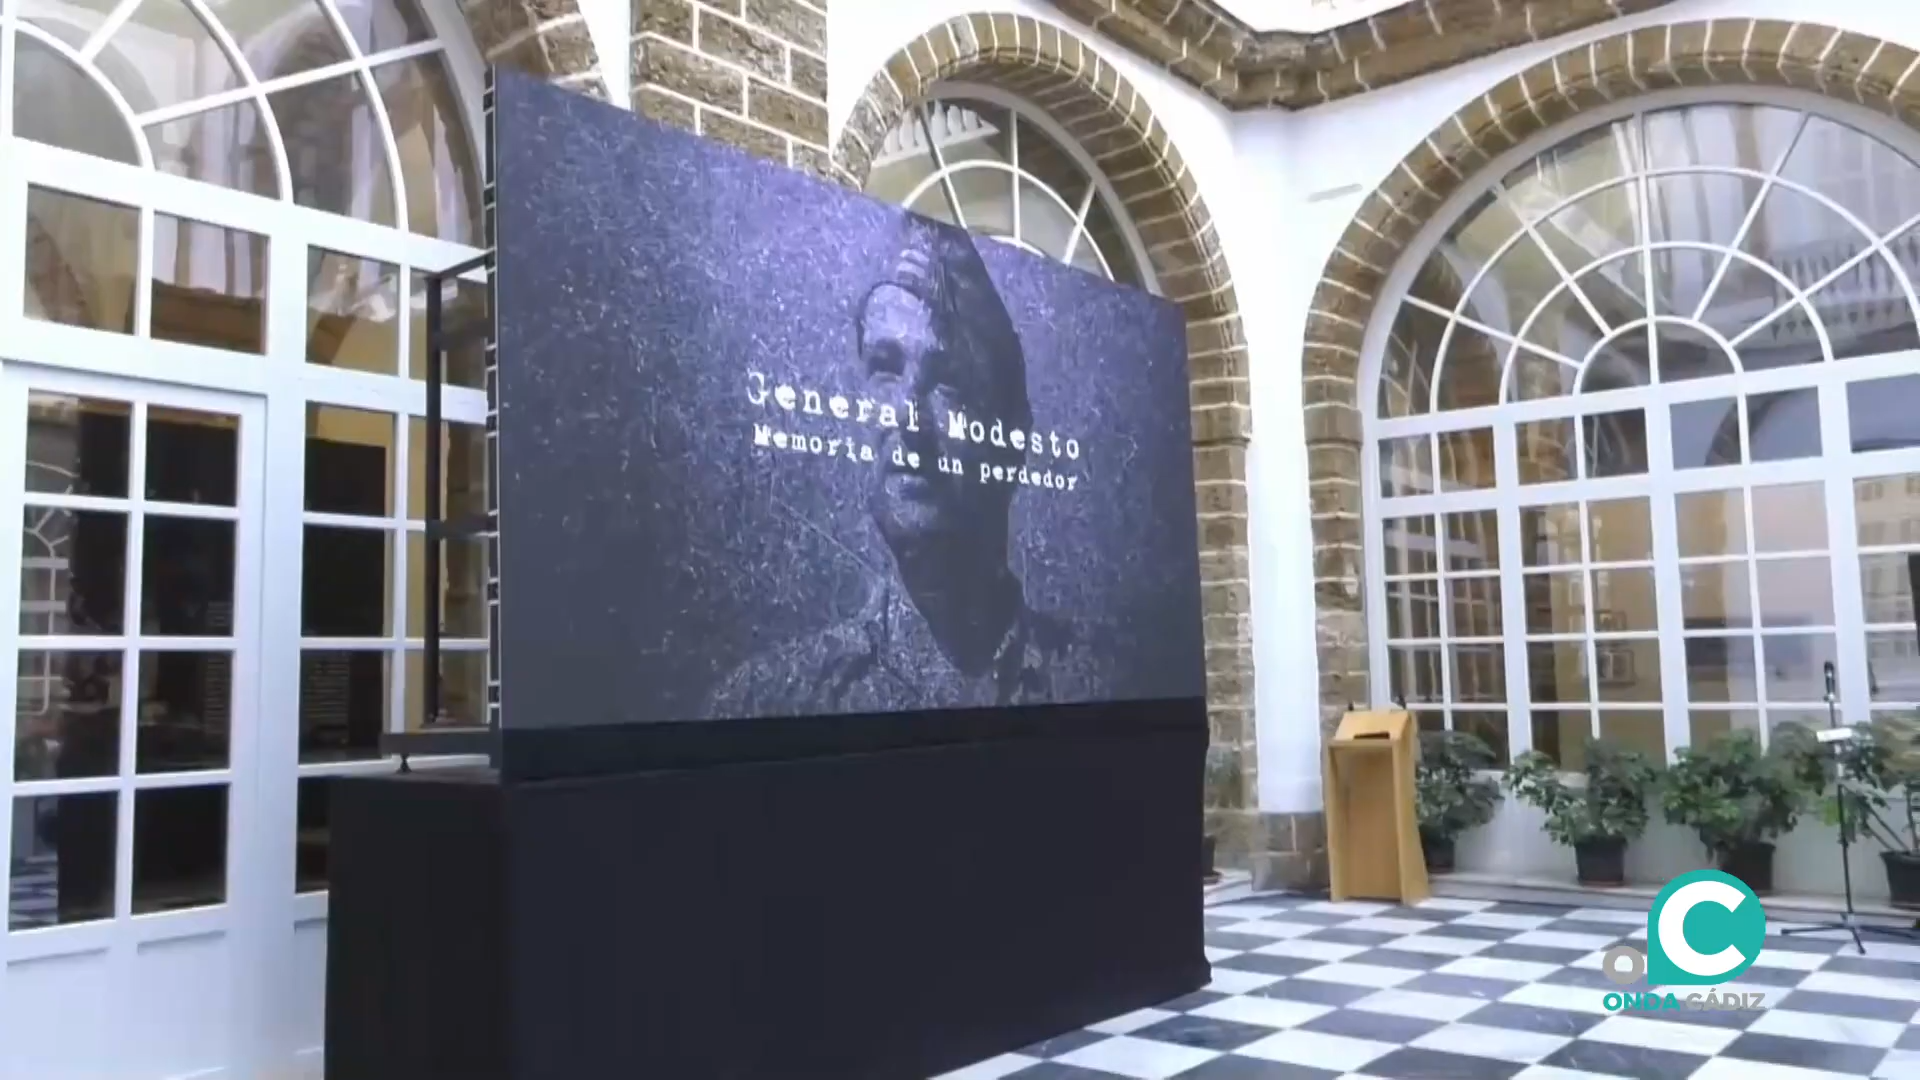 General Modesto
Memoria de un perdedor
C
O
ONDA CÁDIZ